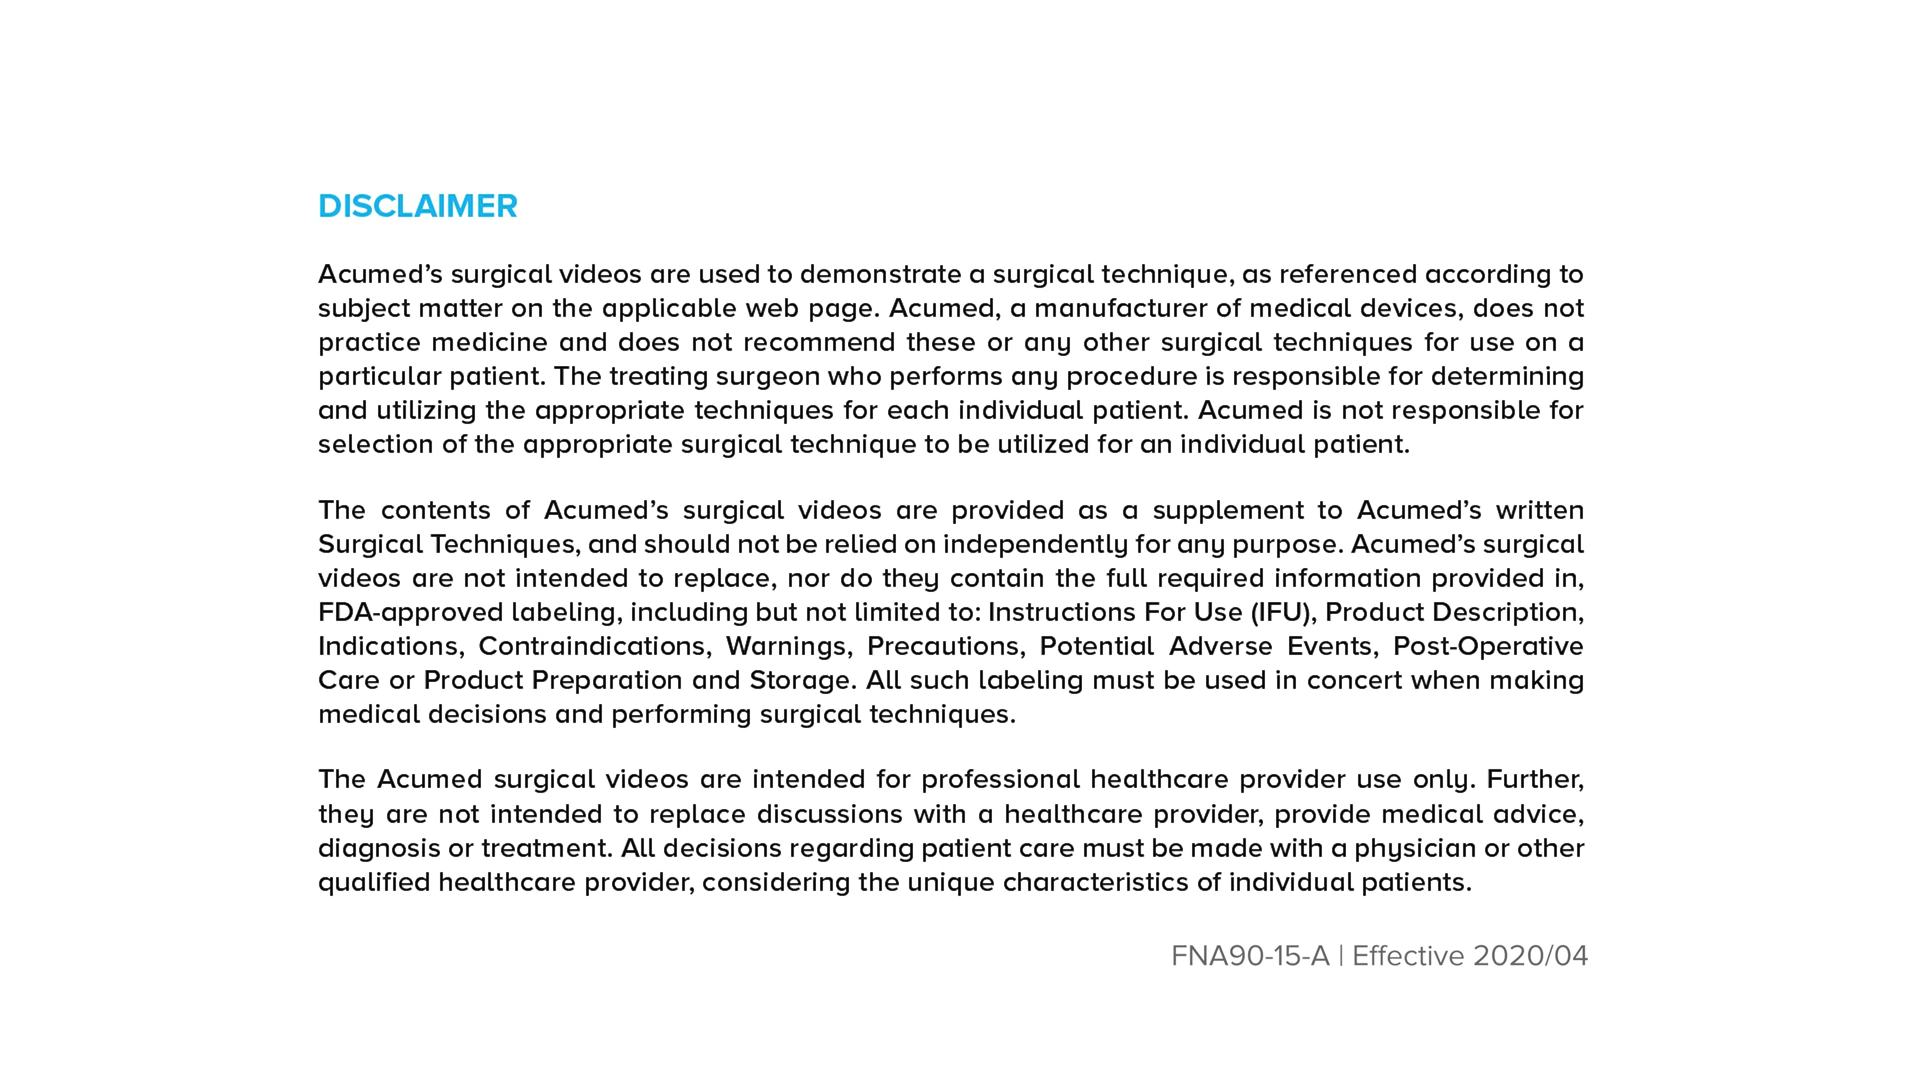 DISCLAIMER
Acumed’s surgical videos are used to demonstrate a surgical technique, as referenced according to
subject matter on the applicable web page. Acumed, a manufacturer of medical devices, does not
practice medicine and does not recommend these or any other surgical techniques for use on a
particular patient. The treating surgeon who performs any procedure is responsible for determining
and utilizing the appropriate techniques for each individual patient. Acumed is not responsible for
selection of the appropriate surgical technique to be utilized for an individual patient.
The contents of Acumed’s surgical videos are provided as a supplement to Acumed’s written
Surgical Techniques, and should not be relied on independently for any purpose. Acumed’s surgical
videos are not intended to replace, nor do they contain the full required information provided in,
FDA-approved labeling, including but not limited to: Instructions For Use (IFU), Product Description,
Indications, Contraindications, Warnings, Precautions, Potential Adverse Events, Post-Operative
Care or Product Preparation and Storage. All such labeling must be used in concert when making
medical decisions and performing surgical techniques.
The Acumed surgical videos are intended for professional healthcare provider use only. Further,
they are not intended to replace discussions with a healthcare provider, provide medical advice,
diagnosis or treatment. All decisions regarding patient care must be made with a physician or other
qualified healthcare provider, considering the unique characteristics of individual patients.
FNA90-15-A | Effective 2020/04